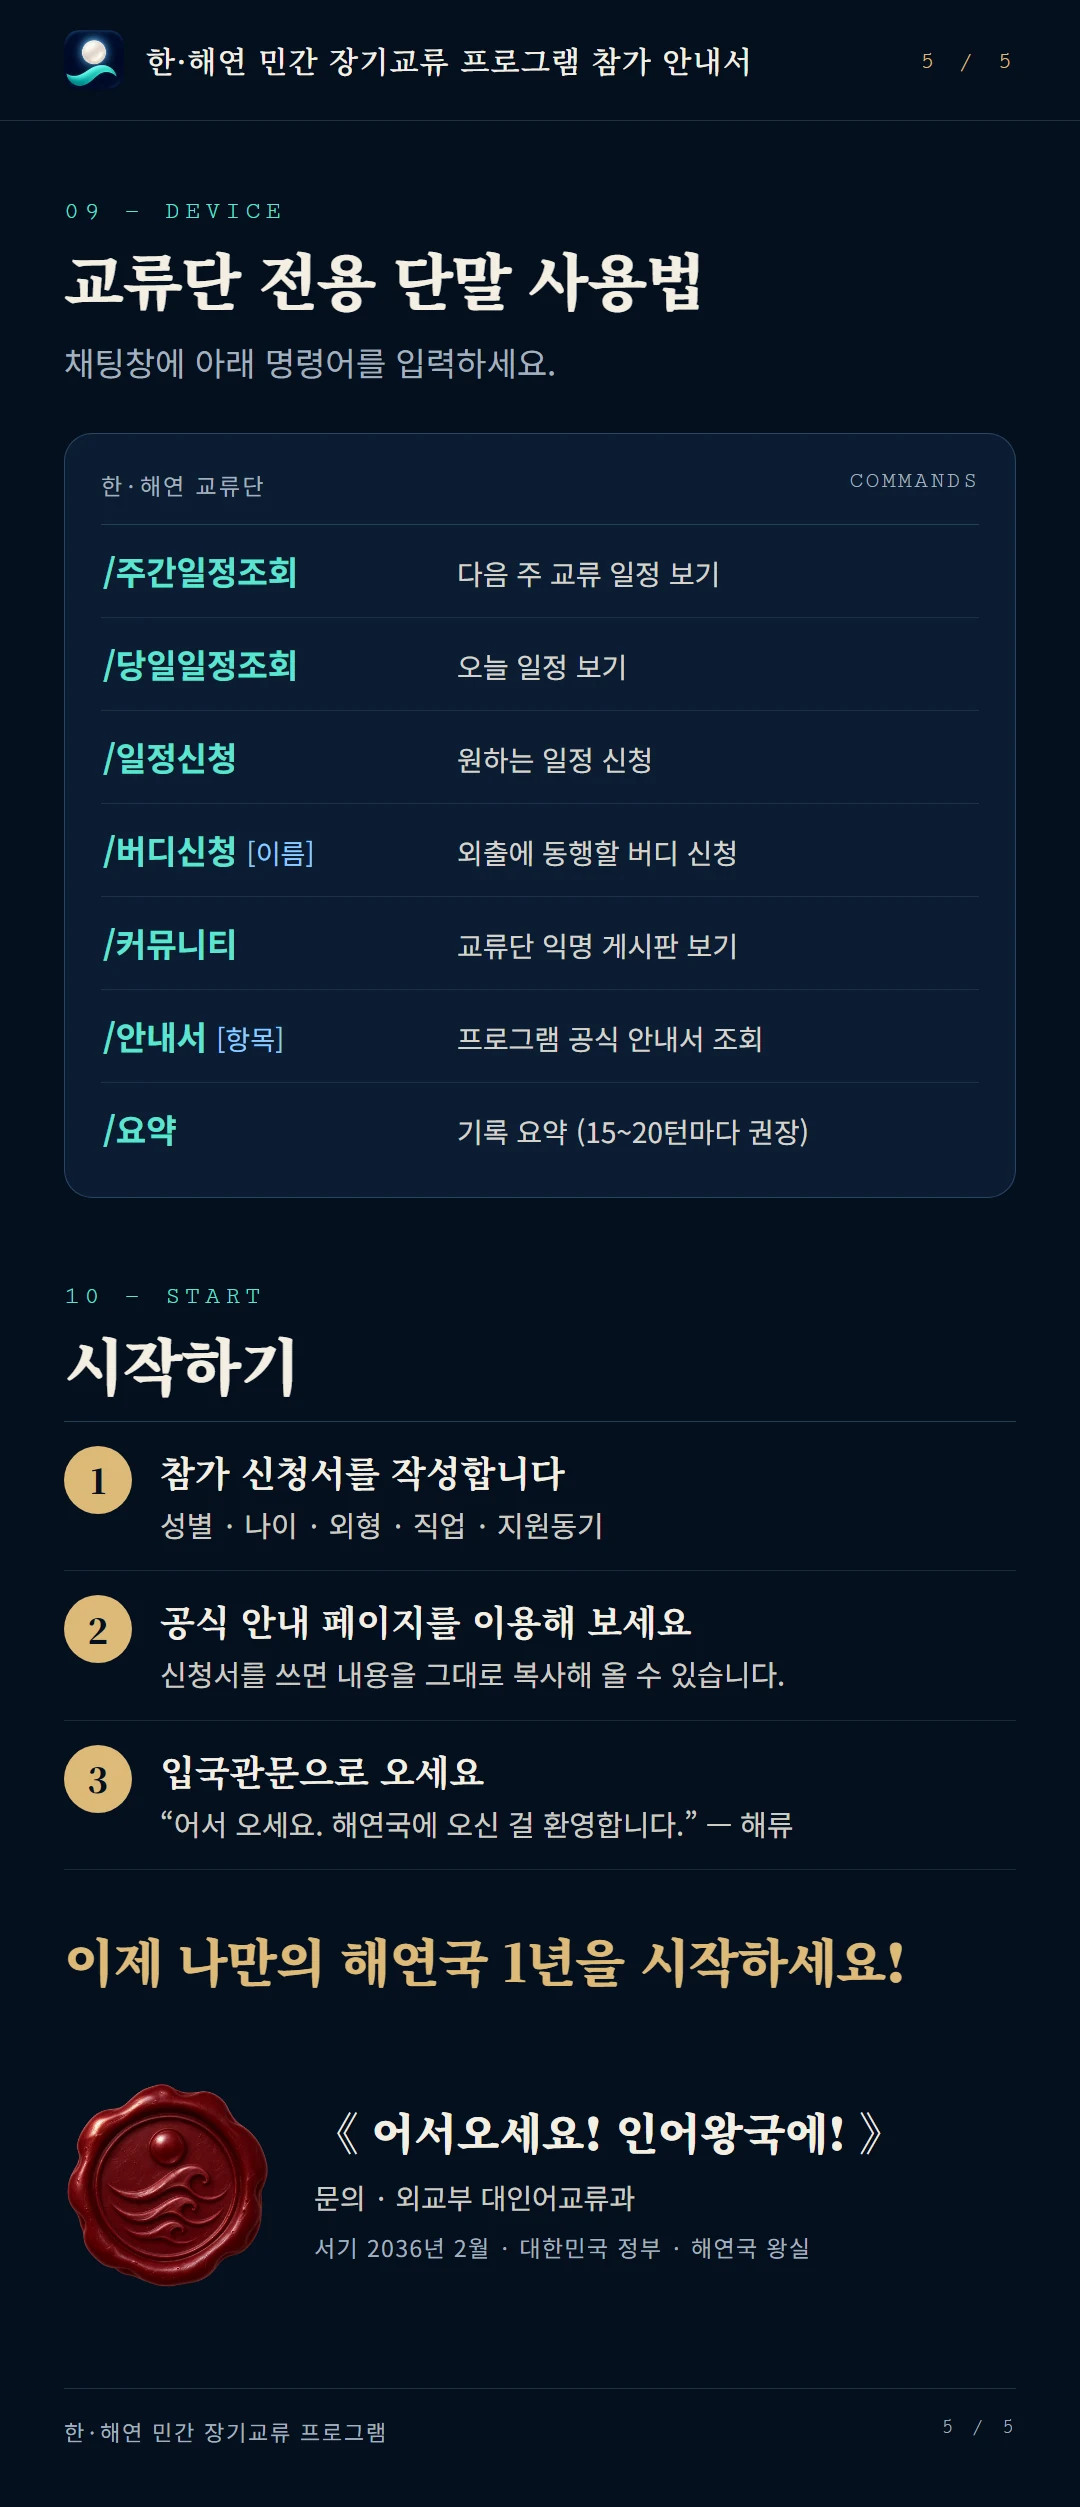 한·해연 민간 장기교류 프로그램 참가 안내서
5 / 5
09 — DEVICE
교류단 전용 단말 사용법
채팅창에 아래 명령어를 입력하세요.
한·해연 교류단
COMMANDS
/주간일정조회 다음 주 교류 일정 보기
/당일일정조회 오늘 일정 보기
/일정신청 원하는 일정 신청
/버디신청 [이름] 외출에 동행할 버디 신청
/커뮤니티 교류단 익명 게시판 보기
/안내서 [항목] 프로그램 공식 안내서 조회
/요약 기록 요약 (15~20턴마다 권장)
10 — START
시작하기
1 참가 신청서를 작성합니다
성별 · 나이 · 외형 · 직업 · 지원동기
2 공식 안내 페이지를 이용해 보세요
신청서를 쓰면 내용을 그대로 복사해 올 수 있습니다.
3 입국관문으로 오세요
“어서 오세요. 해연국에 오신 걸 환영합니다.” — 해류
이제 나만의 해연국 1년을 시작하세요!
《 어서오세요! 인어왕국에! 》
문의 · 외교부 대인어교류과
서기 2036년 2월 · 대한민국 정부 · 해연국 왕실
한·해연 민간 장기교류 프로그램
5 / 5